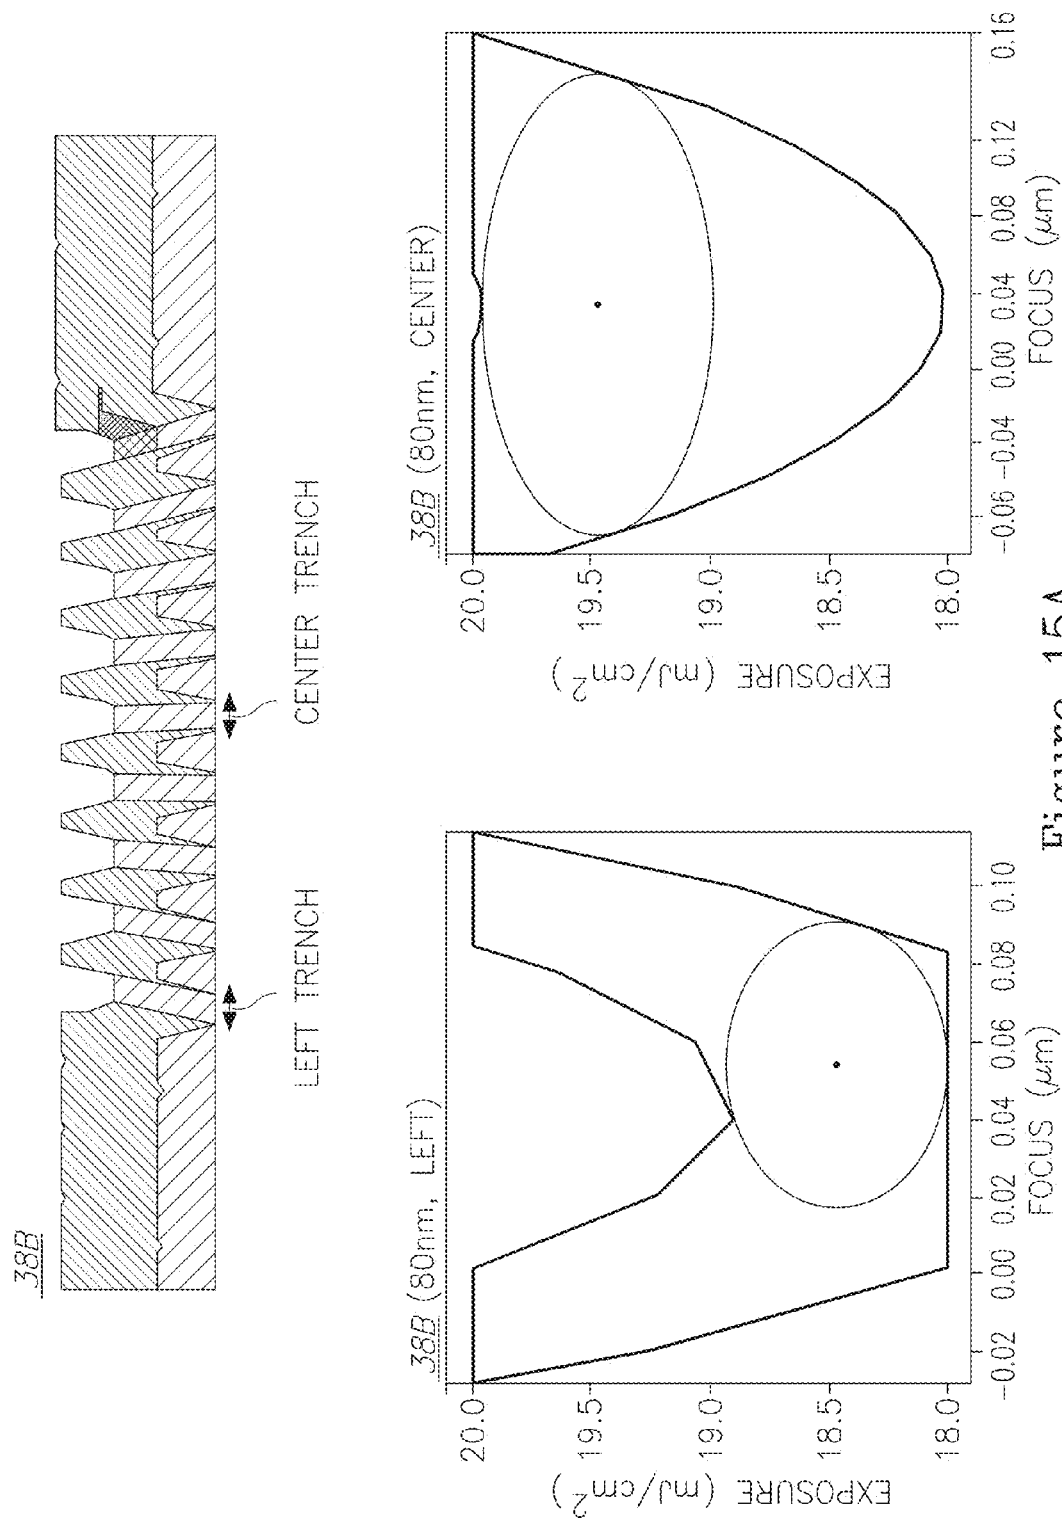 38B
LEFT TRENCH
CENTER TRENCH
38B (80nm, LEFT)
EXPOSURE (mJ/cm²)
20.0
19.5
19.0
18.5
18.0
-0.02
0.00
0.02
0.04
0.06
0.08
0.10
FOCUS (μm)
38B (80nm, CENTER)
EXPOSURE (mJ/cm²)
20.0
19.5
19.0
18.5
18.0
-0.06
-0.04
0.00
0.04
0.08
0.12
0.16
FOCUS (μm)
Figure 15A